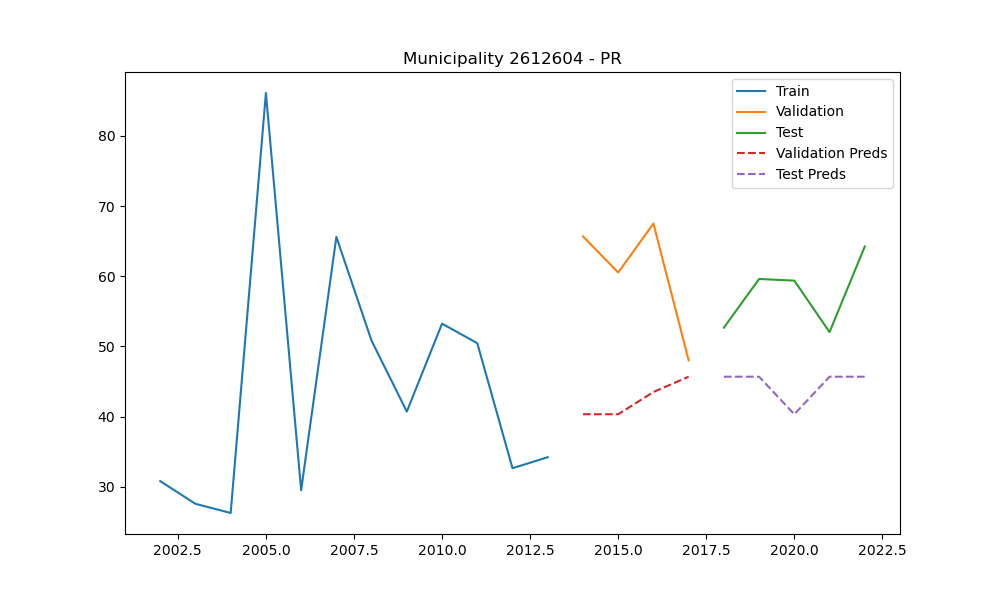 Municipality 2612604 - PR
Train
Validation
Test
Validation Preds
Test Preds
80
70
60
50
40
30
2002.5 2005.0 2007.5 2010.0 2012.5 2015.0 2017.5 2020.0 2022.5